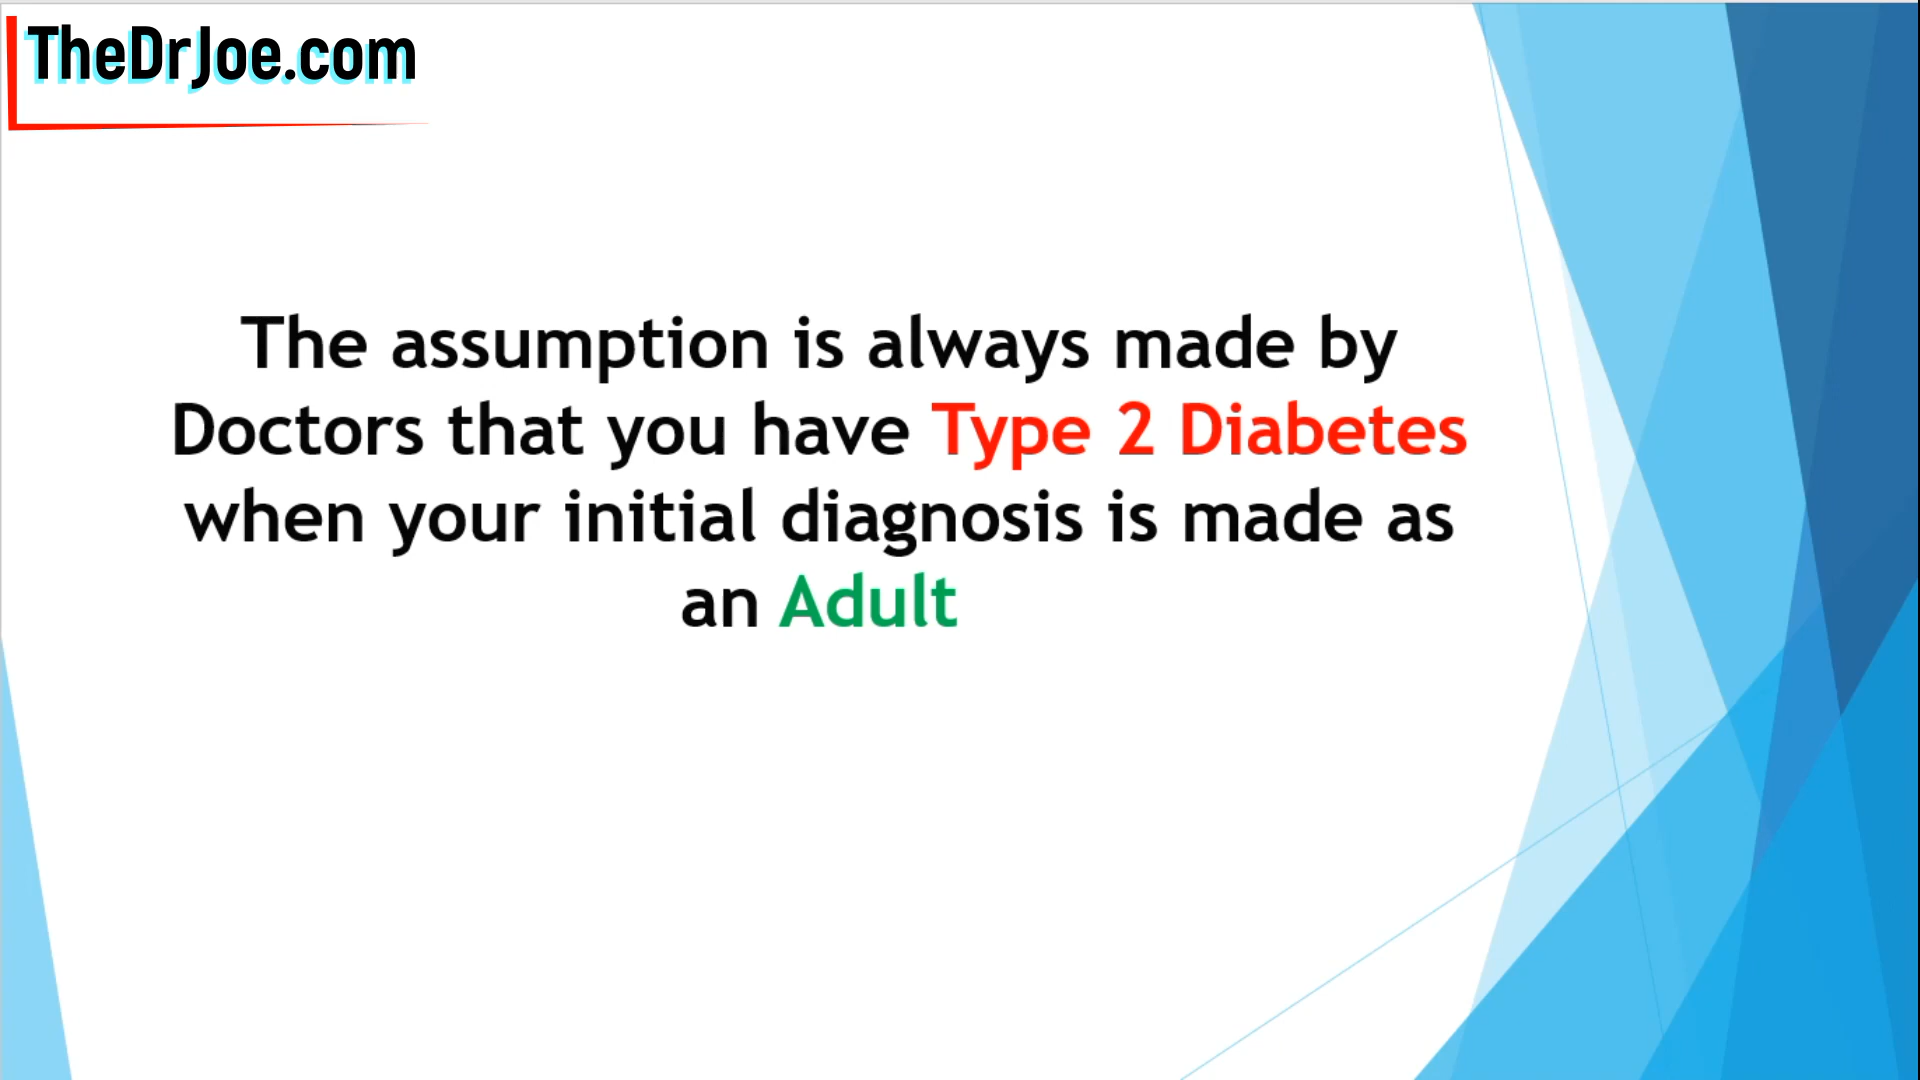 TheDrJoe.com
The assumption is always made by
Doctors that you have Type 2 Diabetes
when your initial diagnosis is made as
an Adult